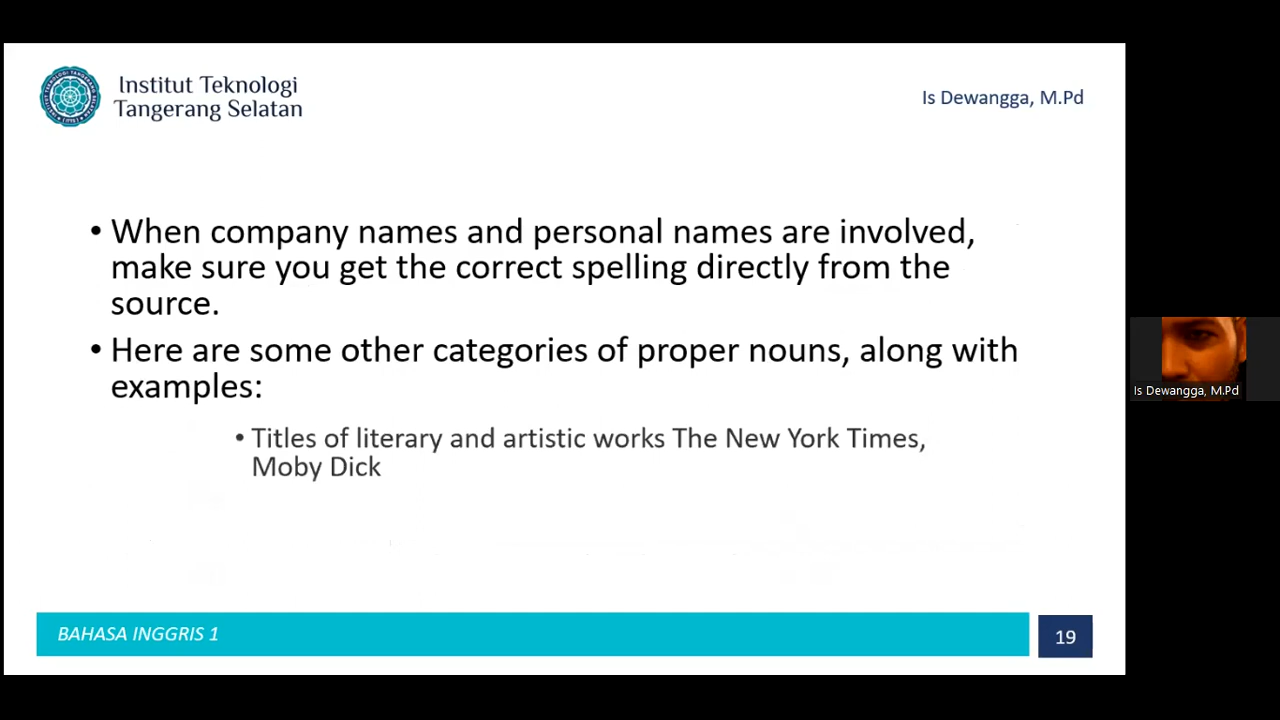 Institut Teknologi
Tangerang Selatan
Is Dewangga, M.Pd
• When company names and personal names are involved,
make sure you get the correct spelling directly from the
source.
• Here are some other categories of proper nouns, along with
examples:
• Titles of literary and artistic works The New York Times,
Moby Dick
Is Dewangga, M.Pd
BAHASA INGGRIS 1
19